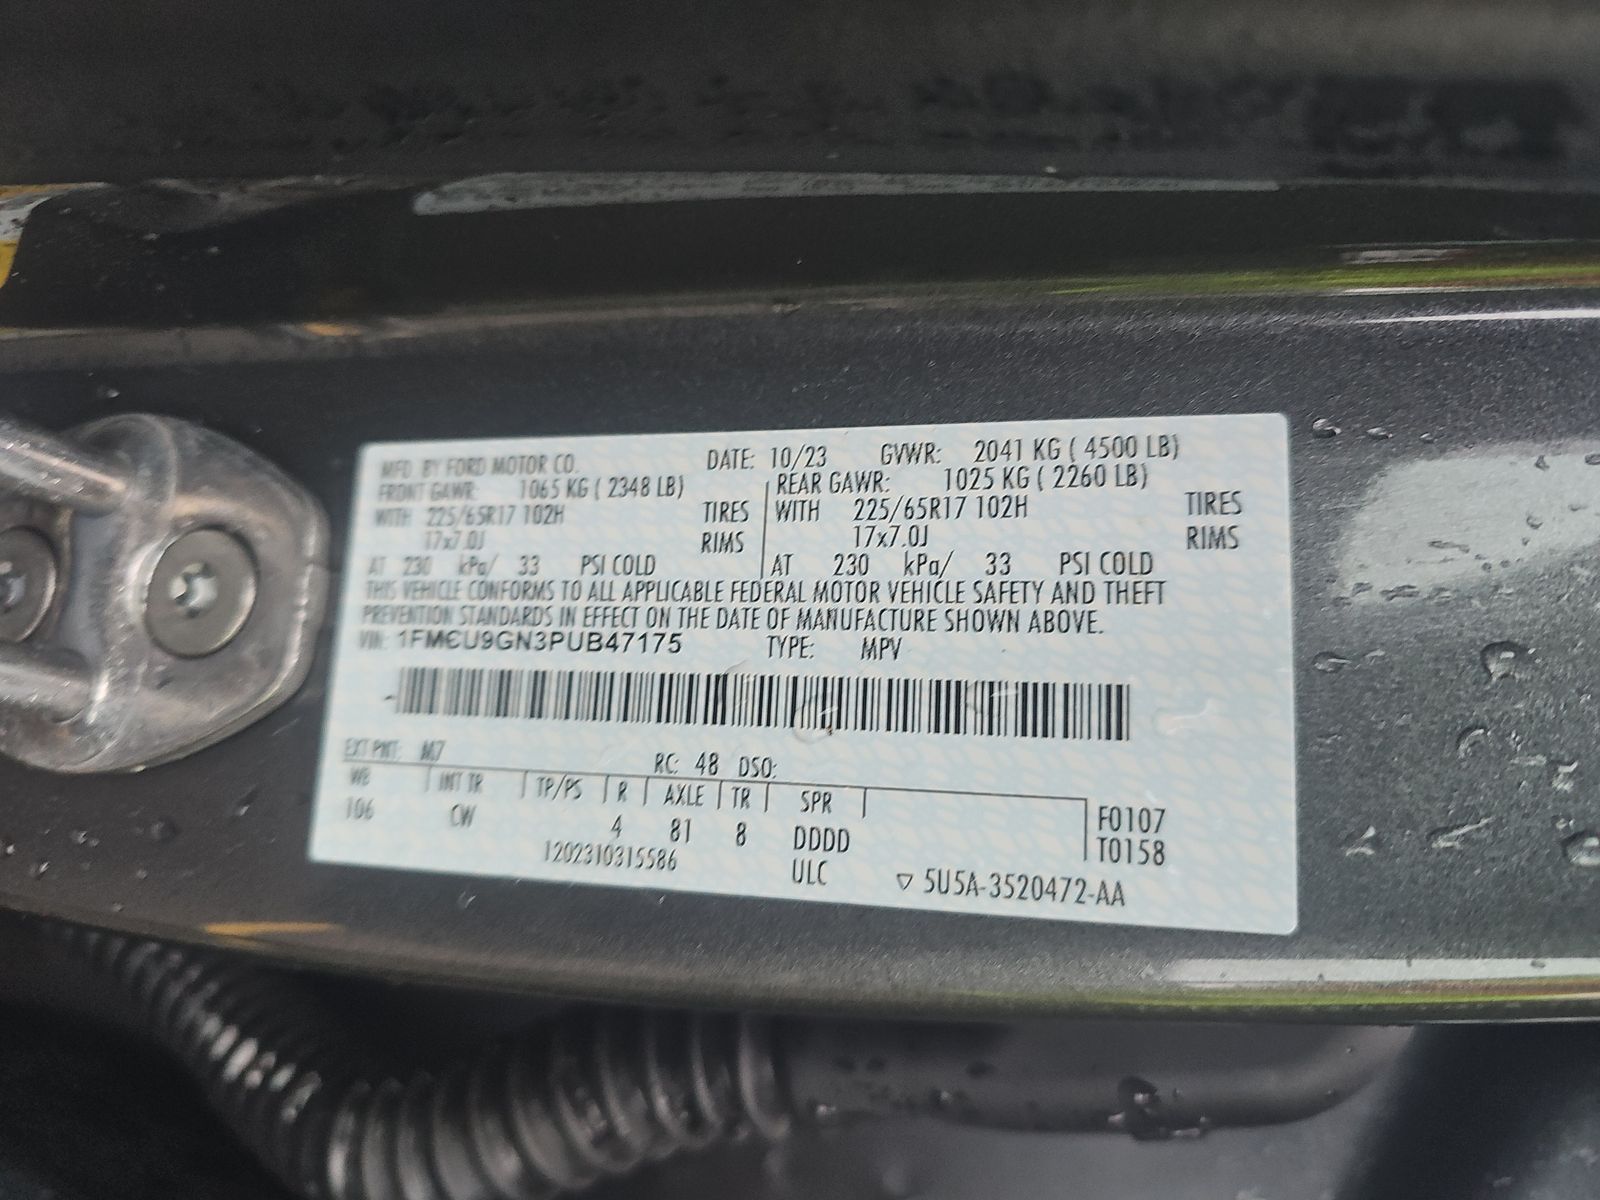 MFD. BY FORD MOTOR CO. DATE: 10/23 GVWR: 2041 KG ( 4500 LB)
FRONT GAWR: 1065 KG ( 2348 LB) REAR GAWR: 1025 KG ( 2260 LB)
WITH 225/65R17 102H TIRES WITH 225/65R17 102H TIRES
17x7.0J RIMS 17x7.0J RIMS
AT 230 kPa/ 33 PSI COLD AT 230 kPa/ 33 PSI COLD
THIS VEHICLE CONFORMS TO ALL APPLICABLE FEDERAL MOTOR VEHICLE SAFETY AND THEFT
PREVENTION STANDARDS IN EFFECT ON THE DATE OF MANUFACTURE SHOWN ABOVE.
VIN: 1FMCU9GN3PUB47175 TYPE: MPV
EXT PNT: M7 RC: 48 DSO:
WB INT TR TP/PS R AXLE TR SPR
106 CW 4 81 8 DDDD F0107
T0158
1202310315586 ULC ▽ 5U5A-3520472-AA